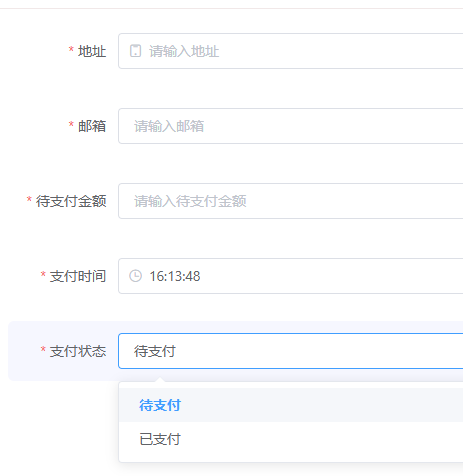 * 地址 请输入地址
* 邮箱 请输入邮箱
* 待支付金额 请输入待支付金额
* 支付时间 16:13:48
* 支付状态 待支付
待支付
已支付